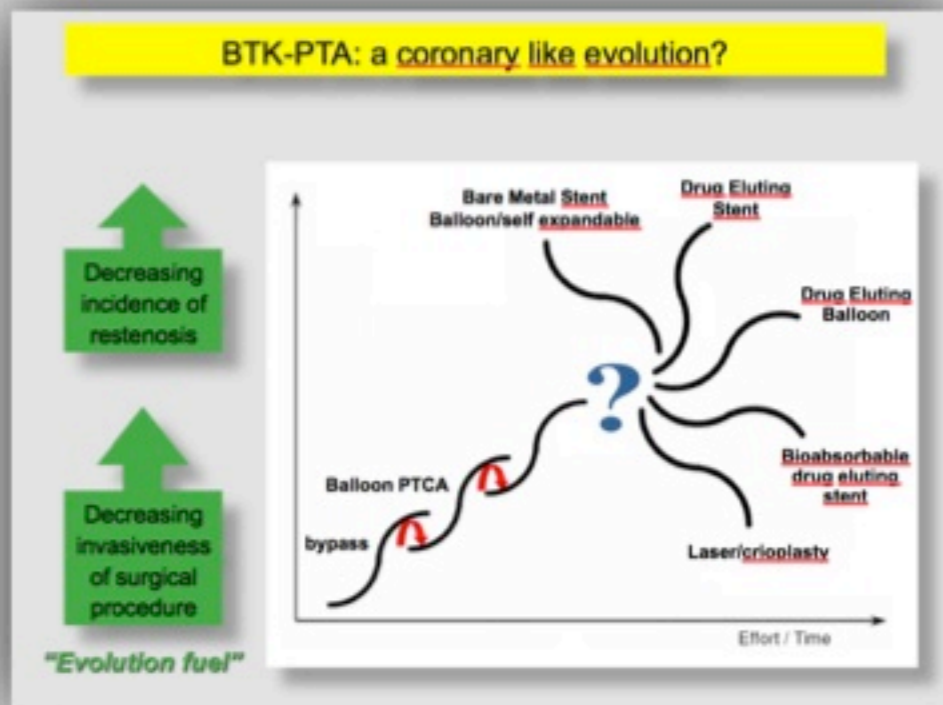 BTK-PTA: a coronary like evolution?
Decreasing
incidence of
restenosis
Decreasing
invasiveness
of surgical
procedure
"Evolution fuel"
Bare Metal Stent
Balloon/self expandable
Drug Eluting
Stent
Drug Eluting
Balloon
?
Bioabsorbable
drug eluting
stent
Laser/crioplasty
Balloon PTCA
bypass
Effort / Time